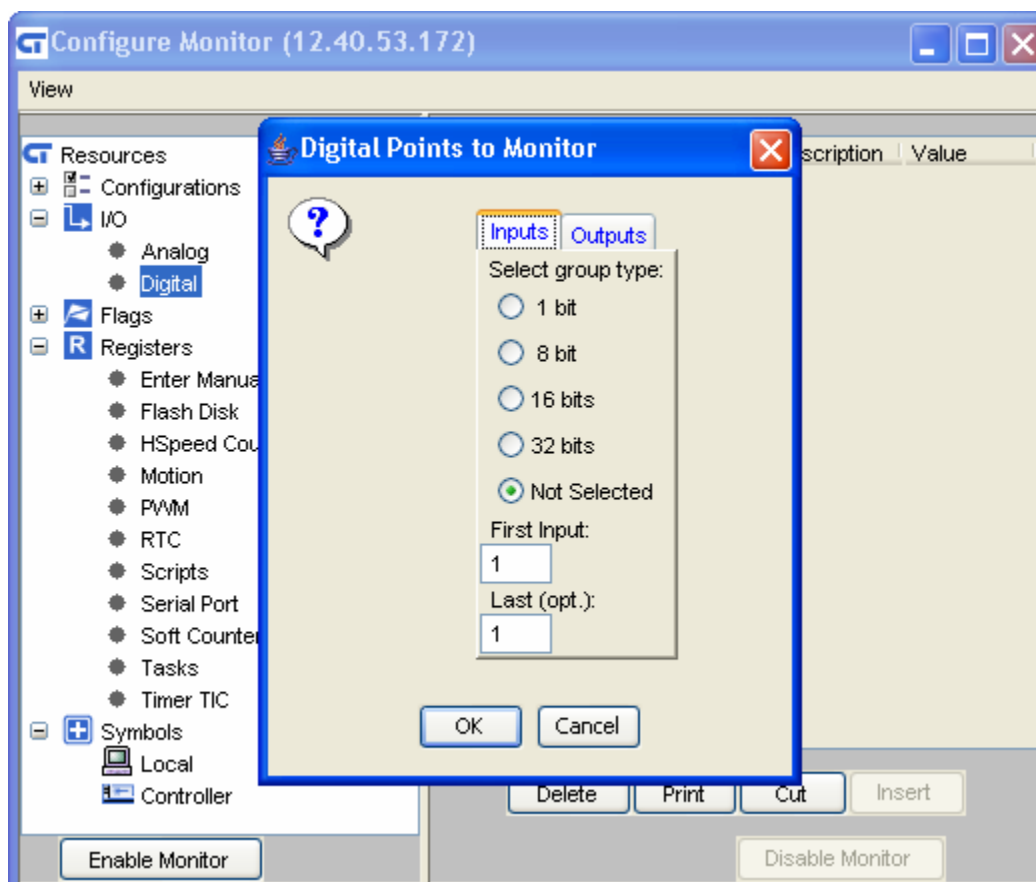 CT Configure Monitor (12.40.53.172)
View
CT Resources
Configurations
I/O
Analog
Digital
Flags
R Registers
Enter Manua
Flash Disk
HSpeed Cou
Motion
PWM
RTC
Scripts
Serial Port
Soft Counter
Tasks
Timer TIC
Symbols
Local
Controller
Enable Monitor
Digital Points to Monitor
?
Inputs Outputs
Select group type:
1 bit
8 bit
16 bits
32 bits
Not Selected
First Input:
1
Last (opt.):
1
OK Cancel
scription Value
Delete Print Cut Insert
Disable Monitor